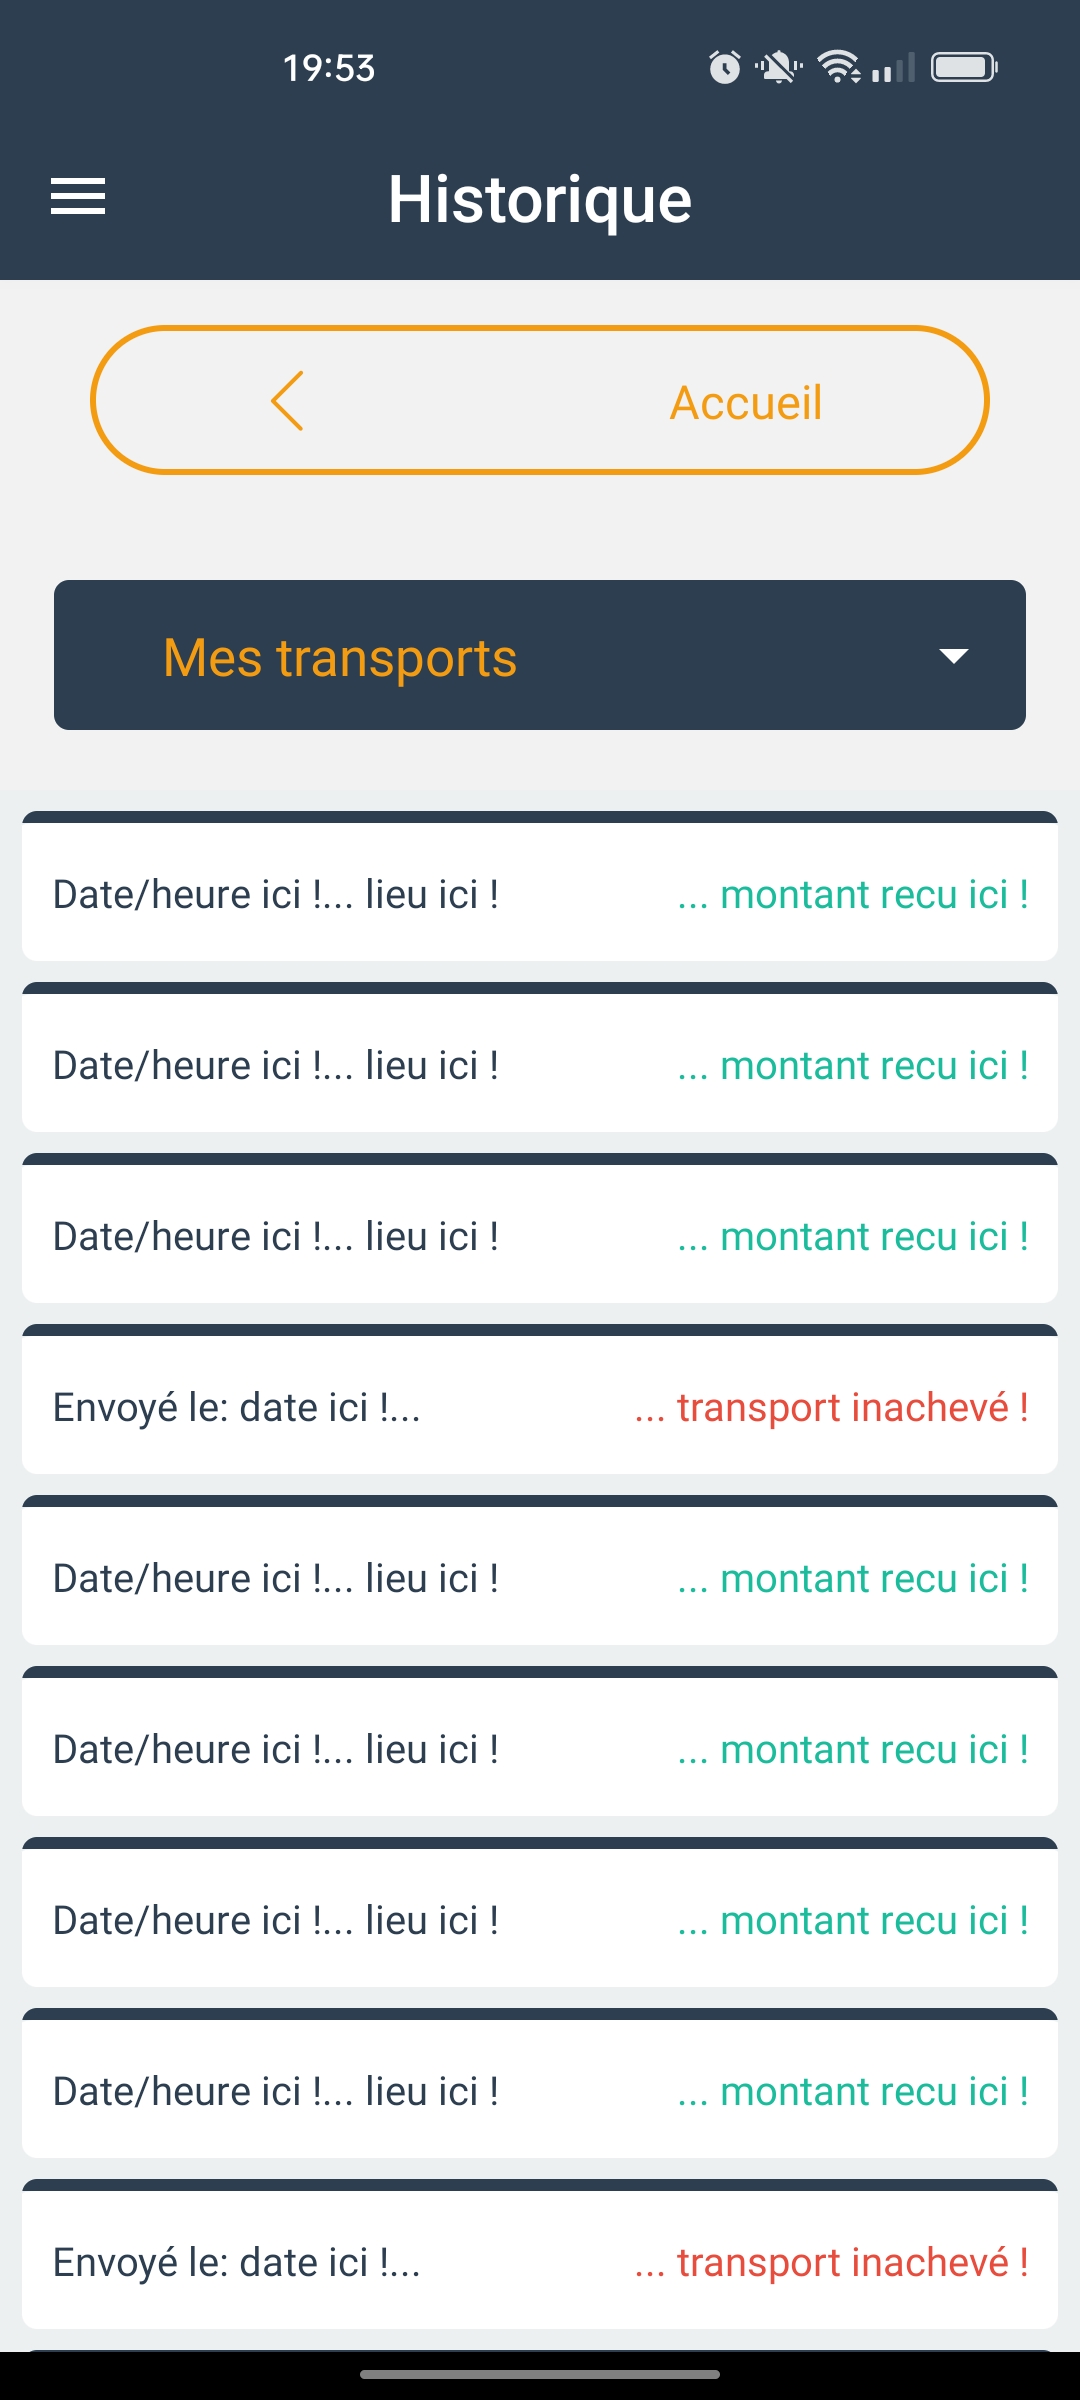 19:53
Historique
Accueil
Mes transports
Date/heure ici !... lieu ici ! ... montant recu ici !
Date/heure ici !... lieu ici ! ... montant recu ici !
Date/heure ici !... lieu ici ! ... montant recu ici !
Envoyé le: date ici !... ... transport inachevé !
Date/heure ici !... lieu ici ! ... montant recu ici !
Date/heure ici !... lieu ici ! ... montant recu ici !
Date/heure ici !... lieu ici ! ... montant recu ici !
Date/heure ici !... lieu ici ! ... montant recu ici !
Envoyé le: date ici !... ... transport inachevé !